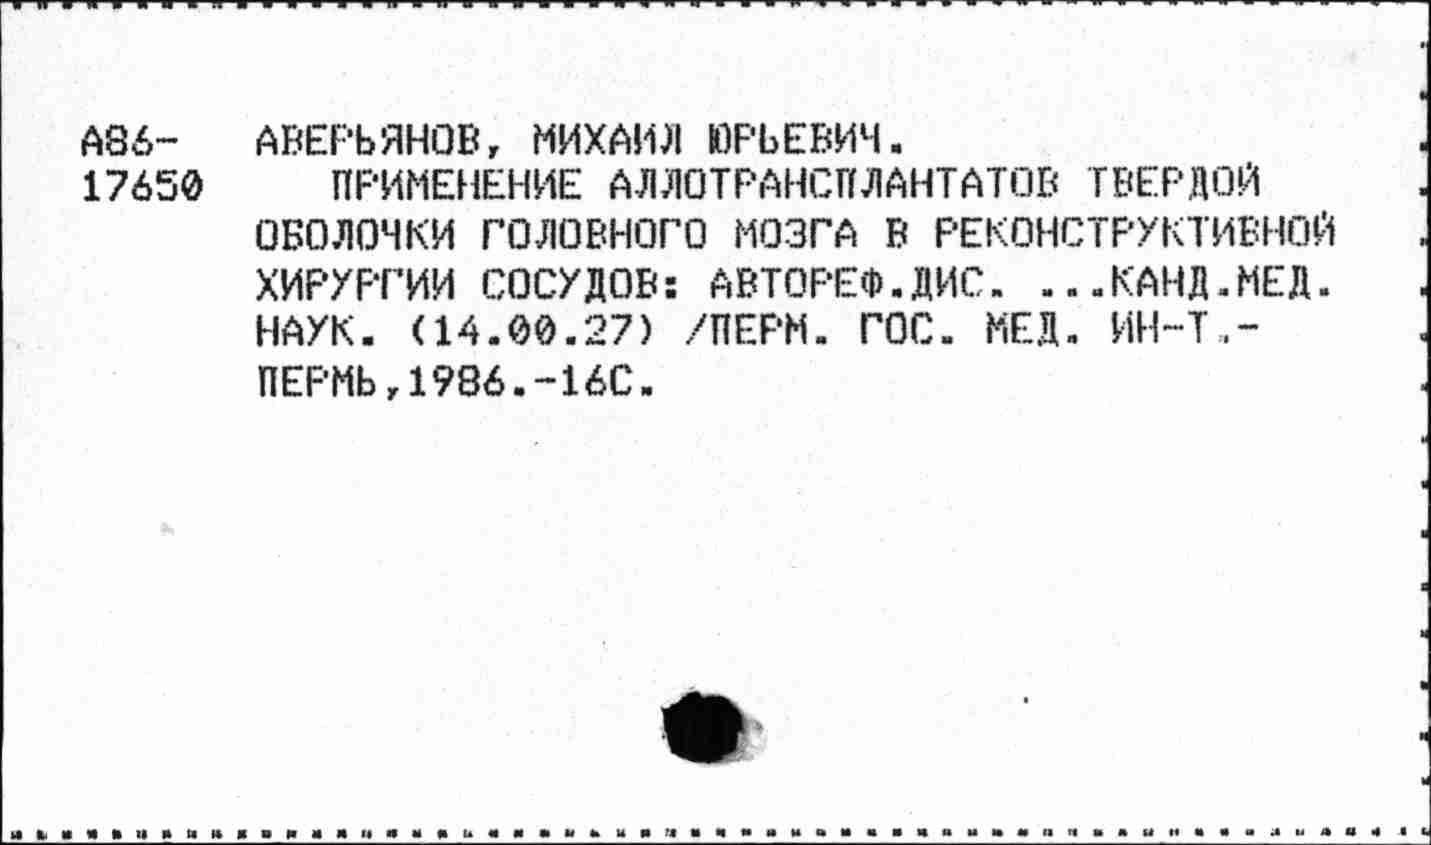 А86- АВЕРЬЯНОВ, МИХАИЛ ЮРЬЕВИЧ.
17650 ПРИМЕНЕНИЕ АЛЛОТРАНСПЛАНТАТОВ ТВЕРДОЙ
ОБОЛОЧКИ ГОЛОВНОГО МОЗГА В РЕКОНСТРУКТИВНОЙ
ХИРУРГИИ СОСУДОВ: АВТОРЕФ.ДИС. ...КАНД.МЕД.
НАУК. (14.00.27) /ПЕРМ. ГОС. МЕД. ИН-Т.-
ПЕРМЬ,1986.-16С.